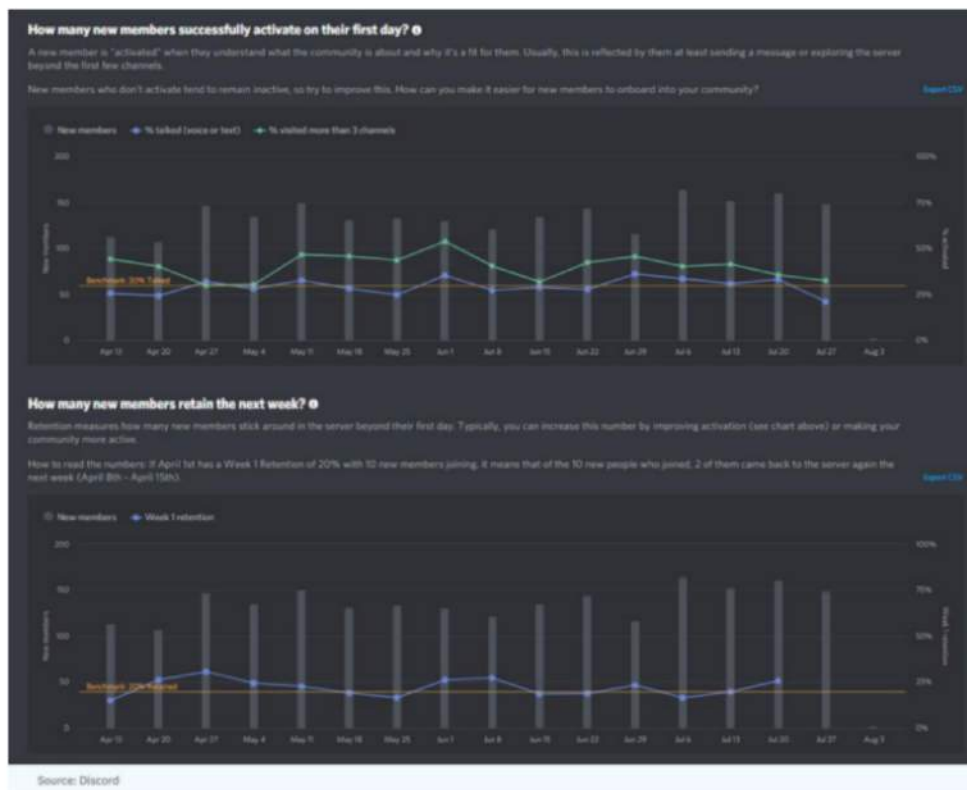 How many new members successfully activate on their first day?
A new member is "activated" when they understand what the community is about and why it's a fit for them. Usually, this is reflected by them at least sending a message or exploring the server
beyond the first few channels.
New members who don't activate tend to remain inactive, so try to improve this. How can you make it easier for new members to onboard into your community?
Export CSV
New members % talked (voice or text) % visited more than 3 channels
200 100%
150 75%
100 50%
50 25%
0 0%
New members
% activated
Benchmark: 30% Talked
Apr 13 Apr 20 Apr 27 May 4 May 11 May 18 May 25 Jun 1 Jun 8 Jun 15 Jun 22 Jun 29 Jul 6 Jul 13 Jul 20 Jul 27 Aug 3
How many new members retain the next week?
Retention measures how many new members stick around in the server beyond their first day. Typically, you can increase this number by improving activation (see chart above) or making your
community more active.
How to read the numbers: If April 1st has a Week 1 Retention of 20% with 10 new members joining, it means that of the 10 new people who joined, 2 of them came back to the server again the
next week (April 8th - April 15th)
Export CSV
New members Week 1 retention
200 100%
150 75%
100 50%
50 25%
0 0%
New members
Week 1 retention
Benchmark: 20% Retained
Apr 13 Apr 20 Apr 27 May 4 May 11 May 18 May 25 Jun 1 Jun 8 Jun 15 Jun 22 Jun 29 Jul 6 Jul 13 Jul 20 Jul 27 Aug 3
Source: Discord